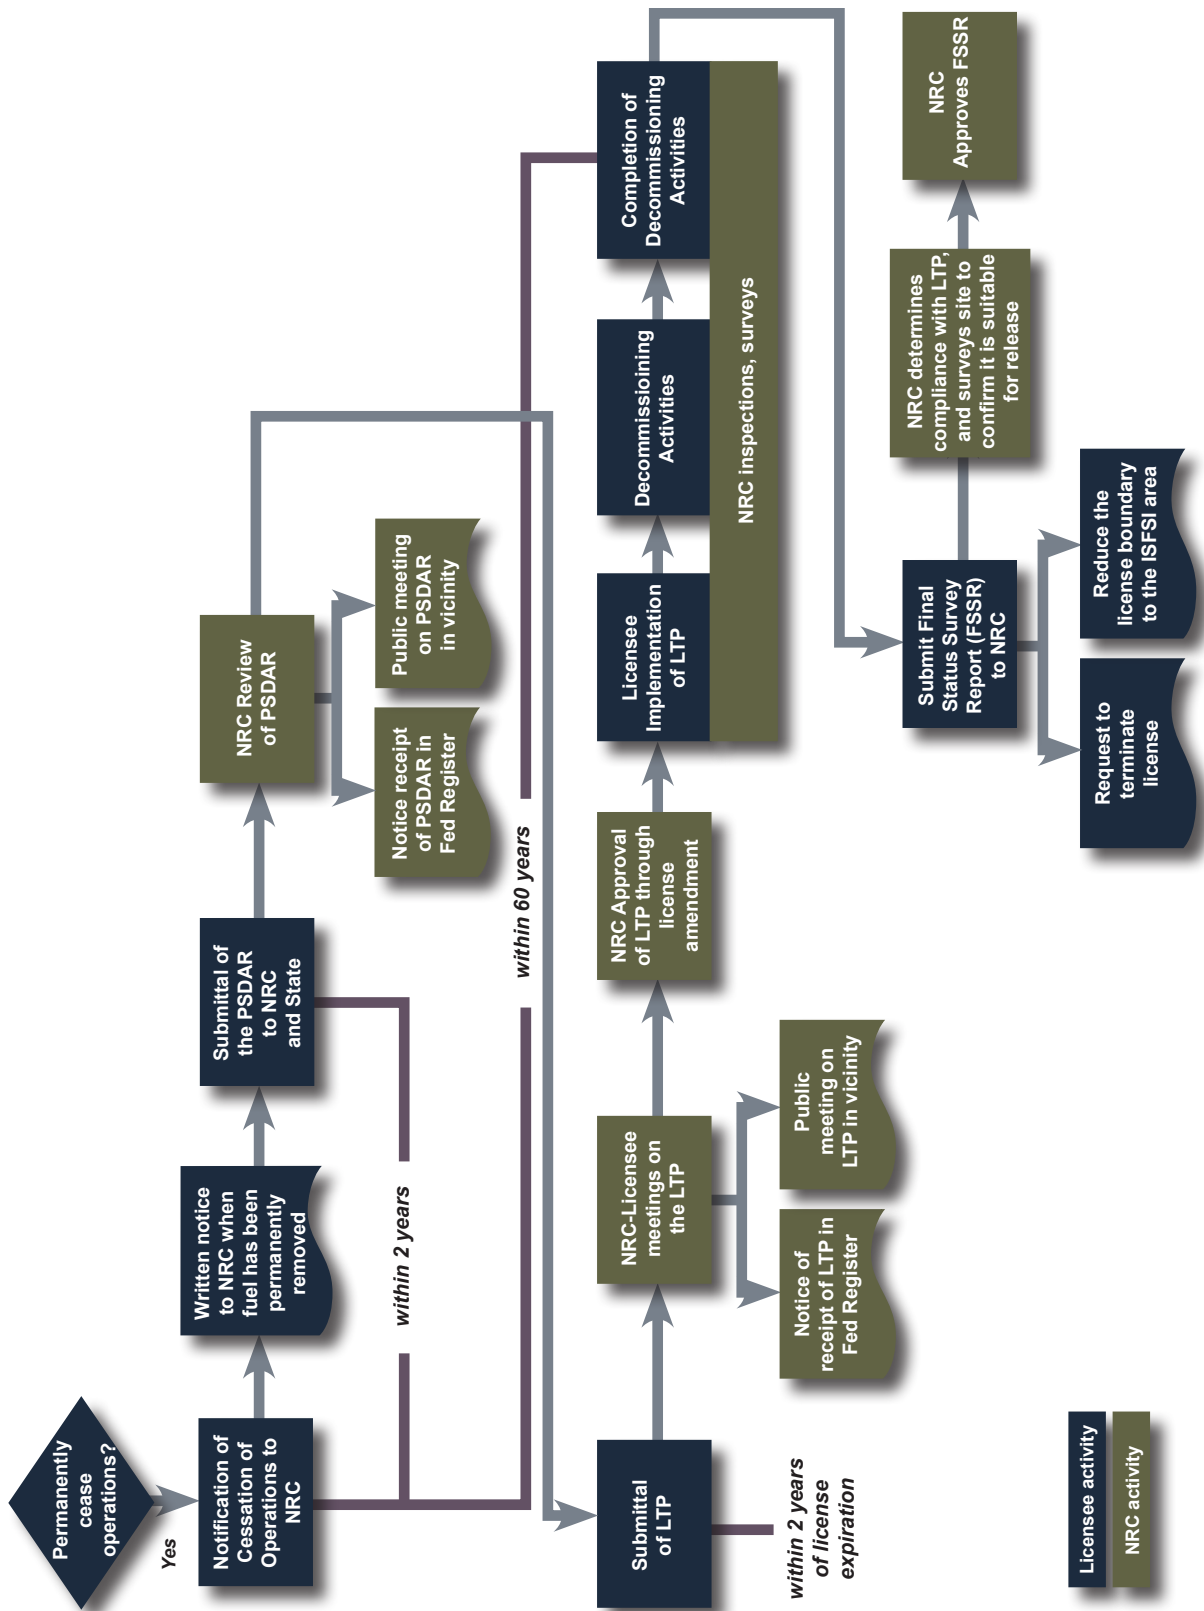 Permanently
cease
operations?
Yes
Notification of
Cessation of
Operations to
NRC
Written notice
to NRC when
fuel has been
permanently
removed
Submittal of
the PSDAR
to NRC
and State
NRC Review
of PSDAR
Notice receipt
of PSDAR in
Fed Register
Public meeting
on PSDAR
in vicinity
within 2 years
within 60 years
Submittal
of LTP
within 2 years
of license
expiration
NRC-Licensee
meetings on
the LTP
Notice of
receipt of LTP in
Fed Register
Public
meeting on
LTP in vicinity
NRC Approval
of LTP through
license
amendment
Licensee
Implementation
of LTP
Decommissioining
Activities
Completion of
Decommissioning
Activities
NRC inspections, surveys
Submit Final
Status Survey
Report (FSSR)
to NRC
Request to
terminate
license
Reduce the
license boundary
to the ISFSI area
NRC determines
compliance with LTP,
and surveys site to
confirm it is suitable
for release
NRC
Approves FSSR
Licensee activity
NRC activity